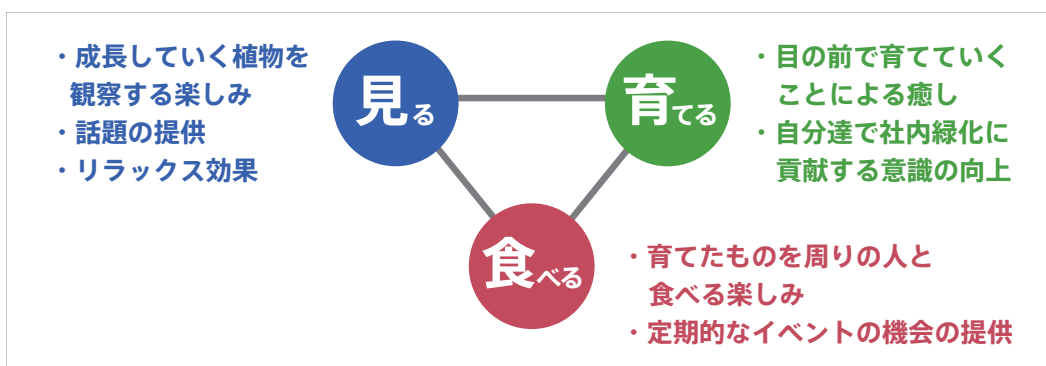 ・成長していく植物を
観察する楽しみ
・話題の提供
・リラックス効果
見る
育てる
・目の前で育てていく
ことによる癒し
・自分達で社内緑化に
貢献する意識の向上
食べる
・育てたものを周りの人と
食べる楽しみ
・定期的なイベントの機会の提供